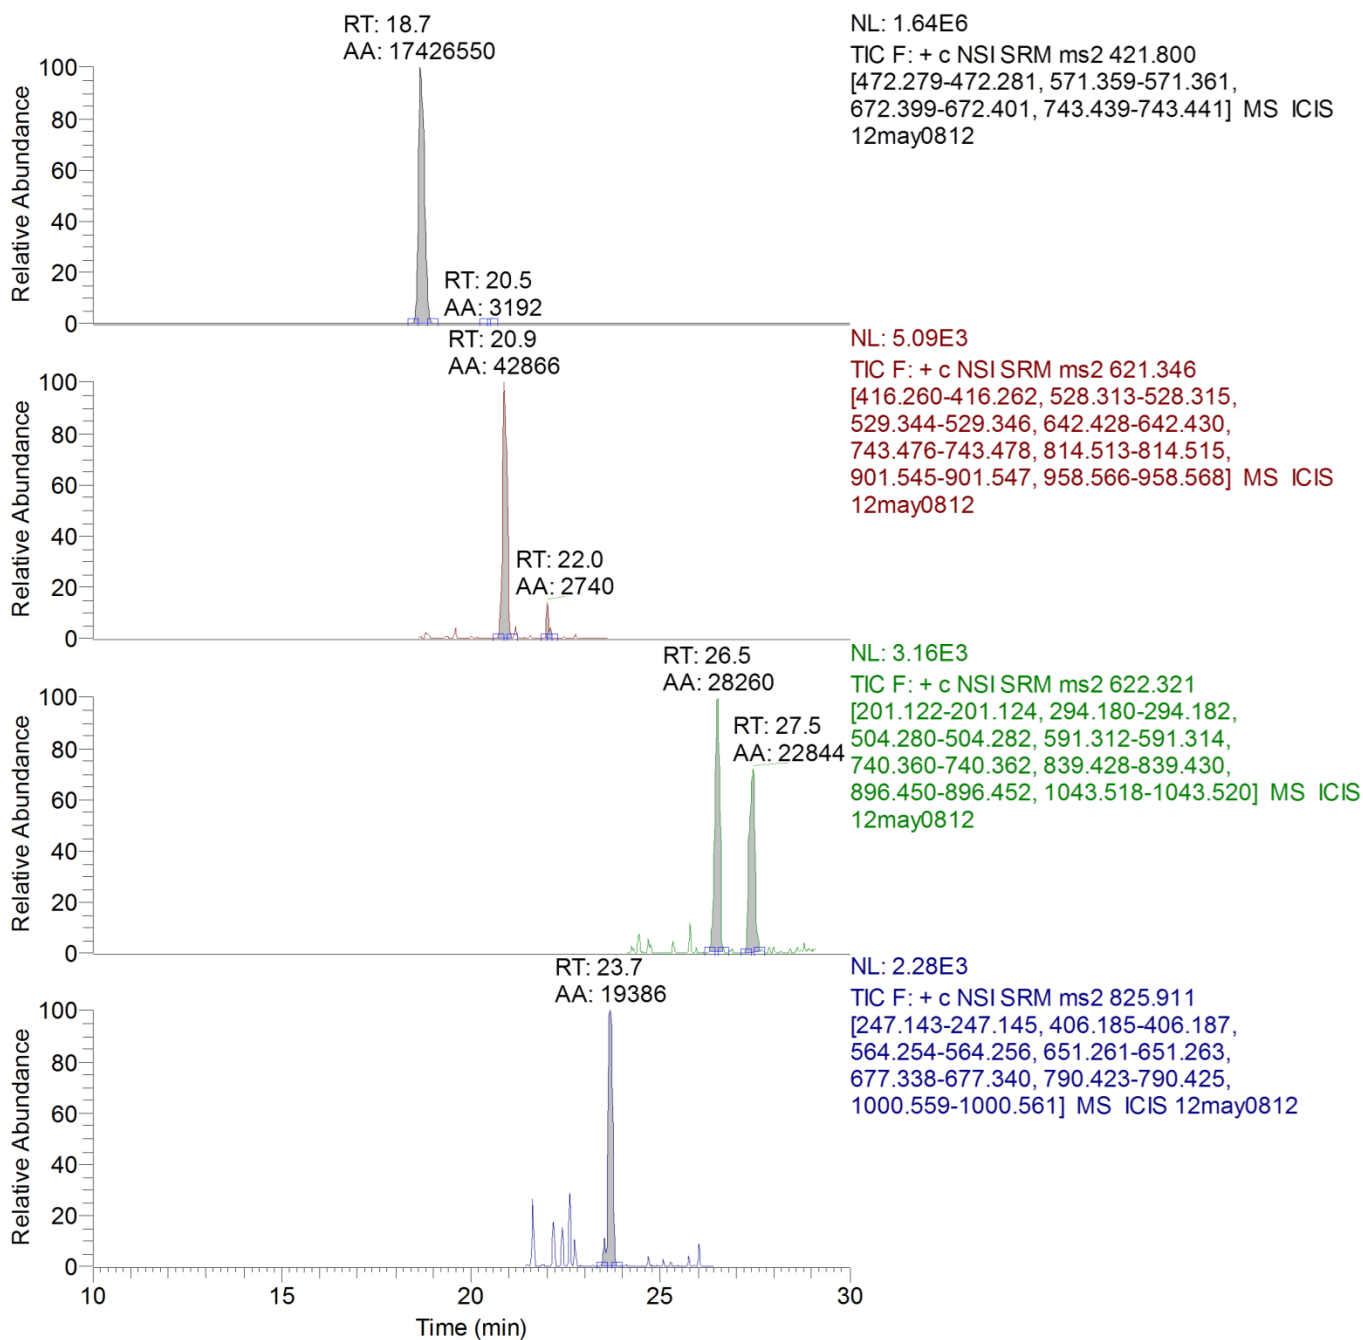 RT: 18.7
AA: 17426550
RT: 20.5
AA: 3192
100
80
60
40
20
0
Relative Abundance
NL: 1.64E6
TIC F: + c NSI SRM ms2 421.800
[472.279-472.281, 571.359-571.361,
672.399-672.401, 743.439-743.441] MS ICIS
12may0812
RT: 20.9
AA: 42866
RT: 22.0
AA: 2740
100
80
60
40
20
0
Relative Abundance
NL: 5.09E3
TIC F: + c NSI SRM ms2 621.346
[416.260-416.262, 528.313-528.315,
529.344-529.346, 642.428-642.430,
743.476-743.478, 814.513-814.515,
901.545-901.547, 958.566-958.568] MS ICIS
12may0812
RT: 26.5
AA: 28260
RT: 27.5
AA: 22844
100
80
60
40
20
0
Relative Abundance
NL: 3.16E3
TIC F: + c NSI SRM ms2 622.321
[201.122-201.124, 294.180-294.182,
504.280-504.282, 591.312-591.314,
740.360-740.362, 839.428-839.430,
896.450-896.452, 1043.518-1043.520] MS ICIS
12may0812
RT: 23.7
AA: 19386
100
80
60
40
20
0
Relative Abundance
NL: 2.28E3
TIC F: + c NSI SRM ms2 825.911
[247.143-247.145, 406.185-406.187,
564.254-564.256, 651.261-651.263,
677.338-677.340, 790.423-790.425,
1000.559-1000.561] MS ICIS 12may0812
10 15 20 25 30
Time (min)